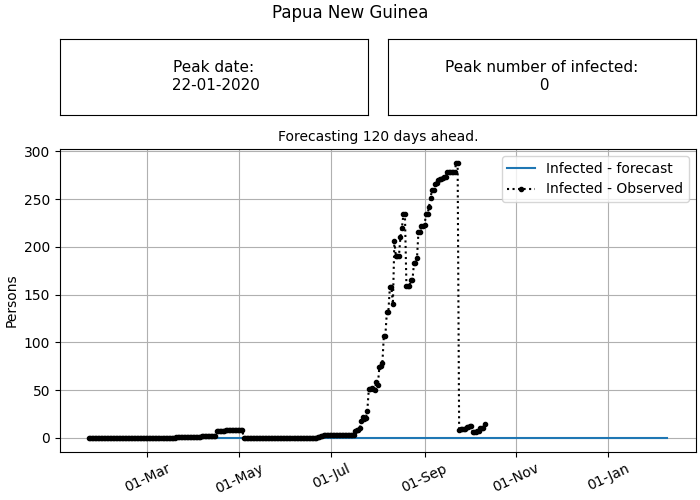 Papua New Guinea
Peak date:
22-01-2020
Peak number of infected:
0
Forecasting 120 days ahead.
300
250
200
150
100
50
0
Persons
Infected - forecast
Infected - Observed
01-Mar
01-May
01-Jul
01-Sep
01-Nov
01-Jan